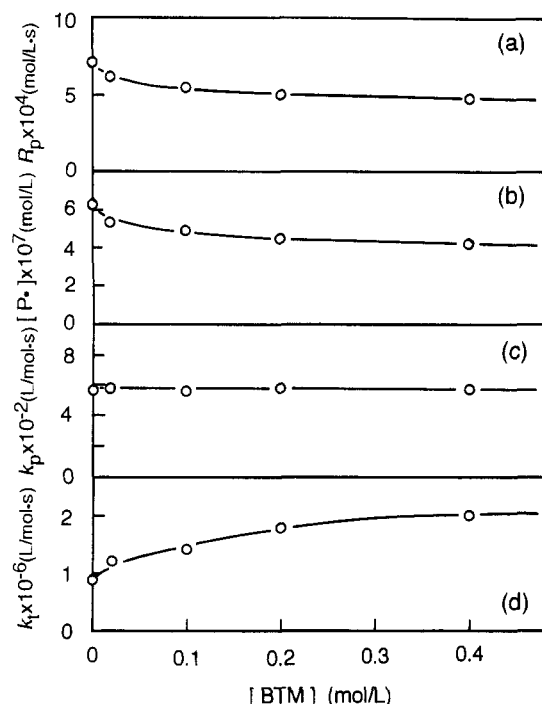 R_p x10^4 (mol/L·s)
10
5
0
(a)
[P•] x10^7 (mol/L)
6
4
2
0
(b)
k_p x10^-2 (L/mol·s)
8
4
0
(c)
k_t x10^-6 (L/mol·s)
2
1
0
(d)
0 0.1 0.2 0.3 0.4
[BTM] (mol/L)